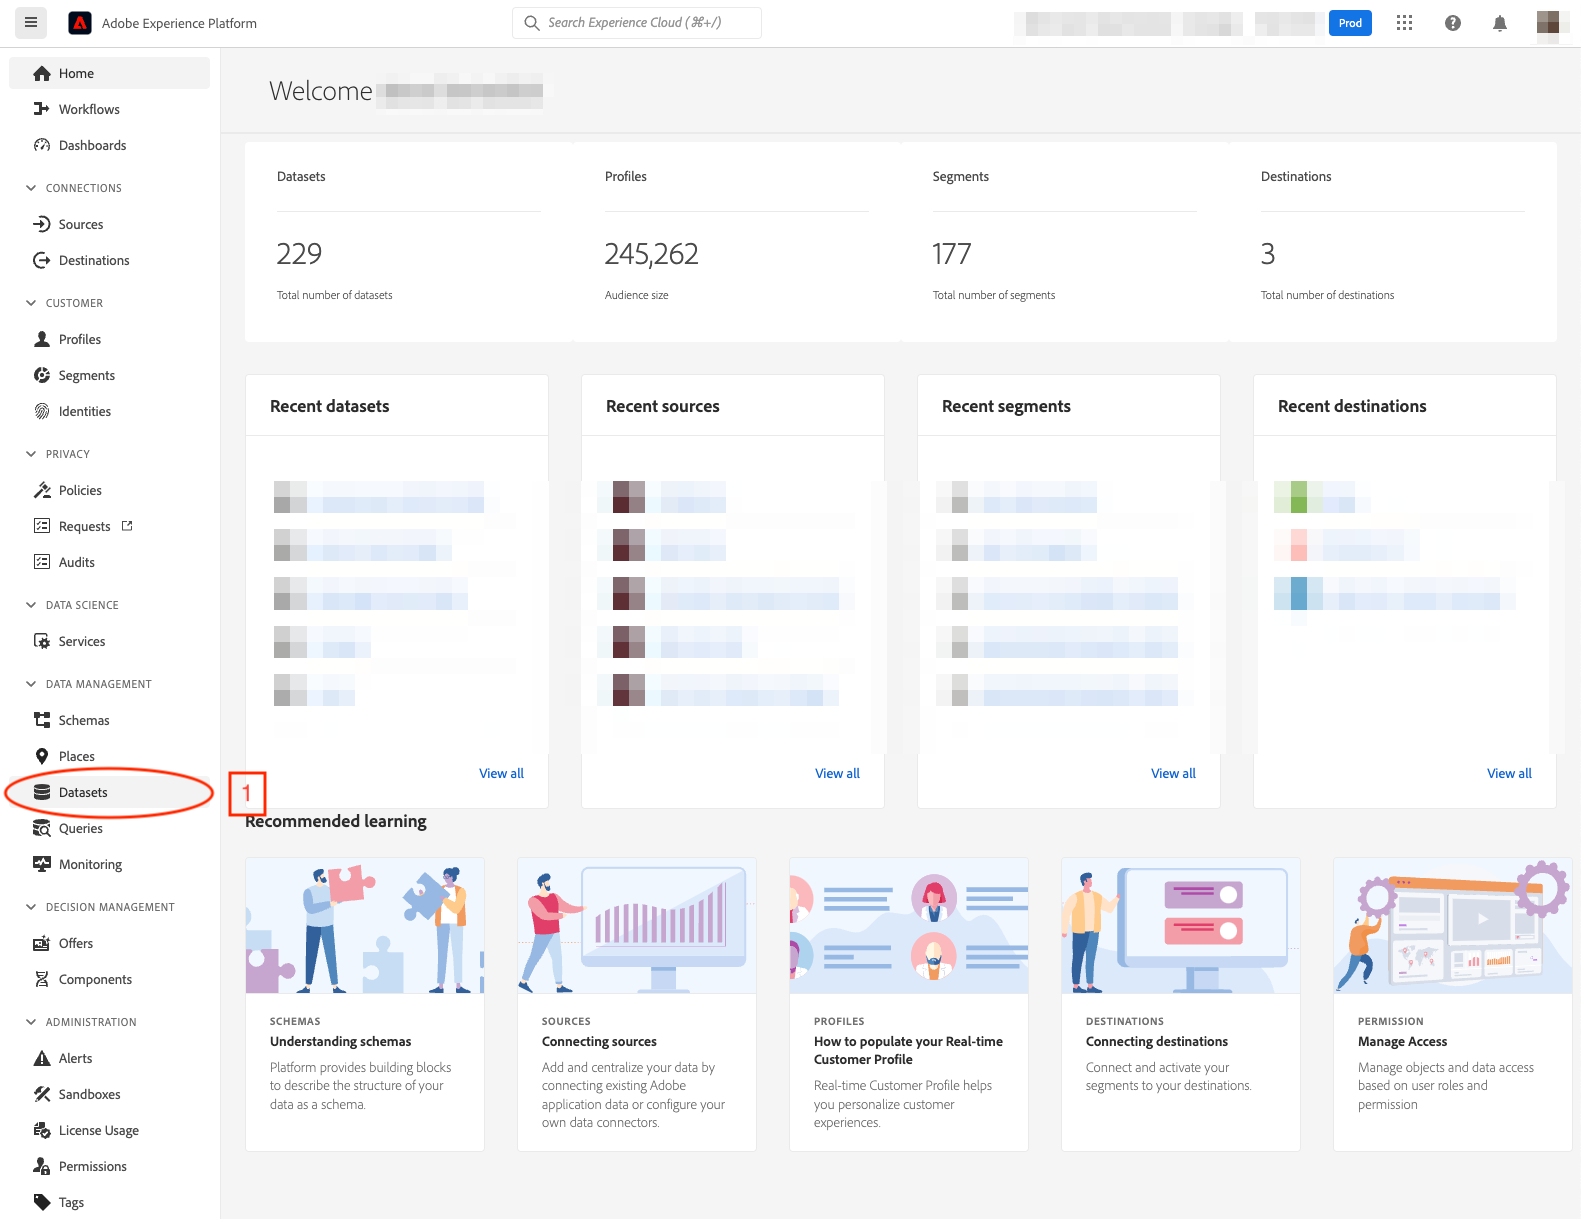 Adobe Experience Platform
Search Experience Cloud (⌘+/)
Prod
Home
Workflows
Dashboards
CONNECTIONS
Sources
Destinations
CUSTOMER
Profiles
Segments
Identities
PRIVACY
Policies
Requests
Audits
DATA SCIENCE
Services
DATA MANAGEMENT
Schemas
Places
Datasets
1
Queries
Monitoring
DECISION MANAGEMENT
Offers
Components
ADMINISTRATION
Alerts
Sandboxes
License Usage
Permissions
Tags
Welcome
Datasets
229
Total number of datasets
Profiles
245,262
Audience size
Segments
177
Total number of segments
Destinations
3
Total number of destinations
Recent datasets
View all
Recent sources
View all
Recent segments
View all
Recent destinations
View all
Recommended learning
SCHEMAS
Understanding schemas
Platform provides building blocks
to describe the structure of your
data as a schema.
SOURCES
Connecting sources
Add and centralize your data by
connecting existing Adobe
application data or configure your
own data connectors.
PROFILES
How to populate your Real-time
Customer Profile
Real-time Customer Profile helps
you personalize customer
experiences.
DESTINATIONS
Connecting destinations
Connect and activate your
segments to your destinations.
PERMISSION
Manage Access
Manage objects and data access
based on user roles and
permission